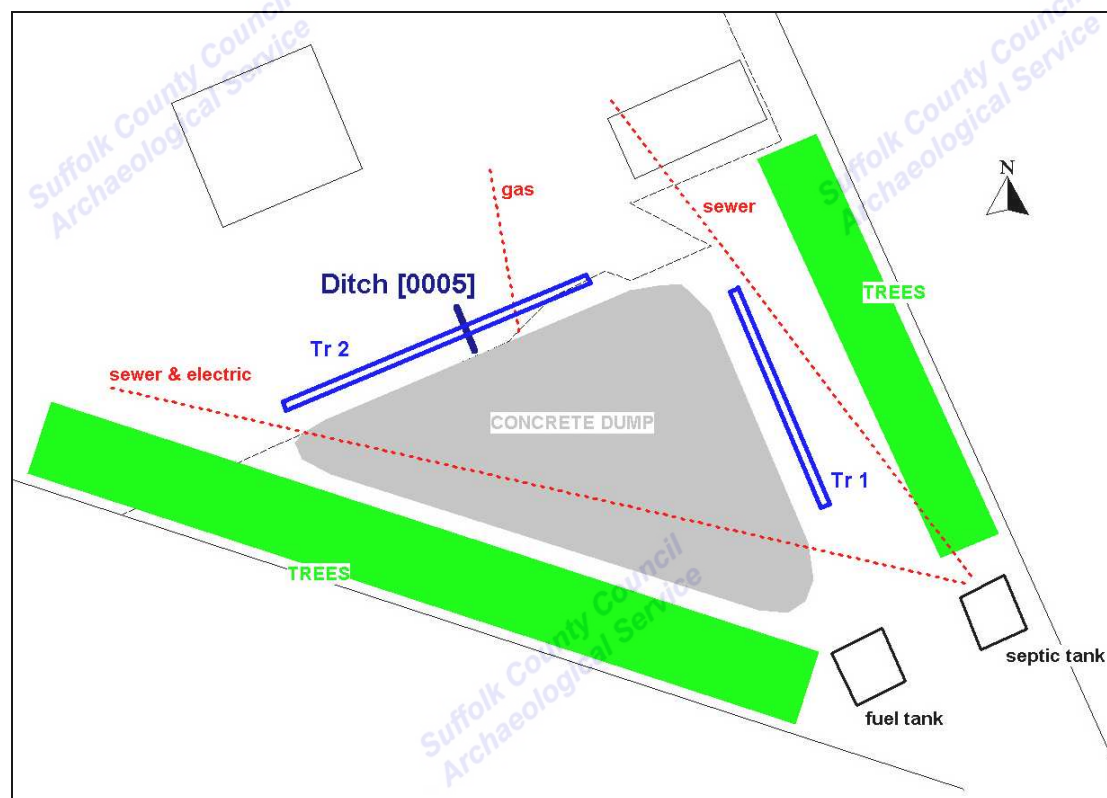 Suffolk County Council
Archaeological Service
Suffolk County Council
Archaeological Service
N
gas
sewer
Ditch [0005]
TREES
Tr 2
sewer & electric
CONCRETE DUMP
Tr 1
TREES
Suffolk County Council
Archaeological Service
septic tank
fuel tank